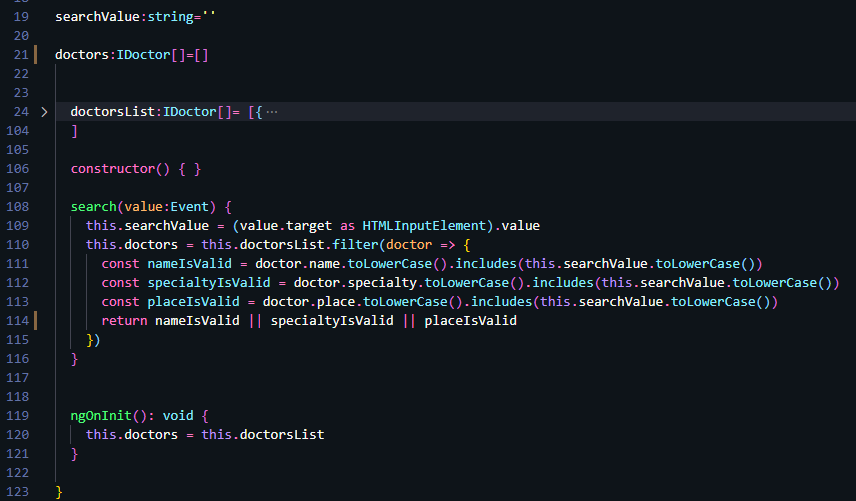 19 searchValue:string=''
20
21 doctors:IDoctor[]=[]
22
23
24 doctorsList:IDoctor[]= [{ ⋯
104 ]
105
106 constructor() { }
107
108 search(value:Event) {
109 this.searchValue = (value.target as HTMLInputElement).value
110 this.doctors = this.doctorsList.filter(doctor => {
111 const nameIsValid = doctor.name.toLowerCase().includes(this.searchValue.toLowerCase())
112 const specialtyIsValid = doctor.specialty.toLowerCase().includes(this.searchValue.toLowerCase())
113 const placeIsValid = doctor.place.toLowerCase().includes(this.searchValue.toLowerCase())
114 return nameIsValid || specialtyIsValid || placeIsValid
115 })
116 }
117
118
119 ngOnInit(): void {
120 this.doctors = this.doctorsList
121 }
122
123 }